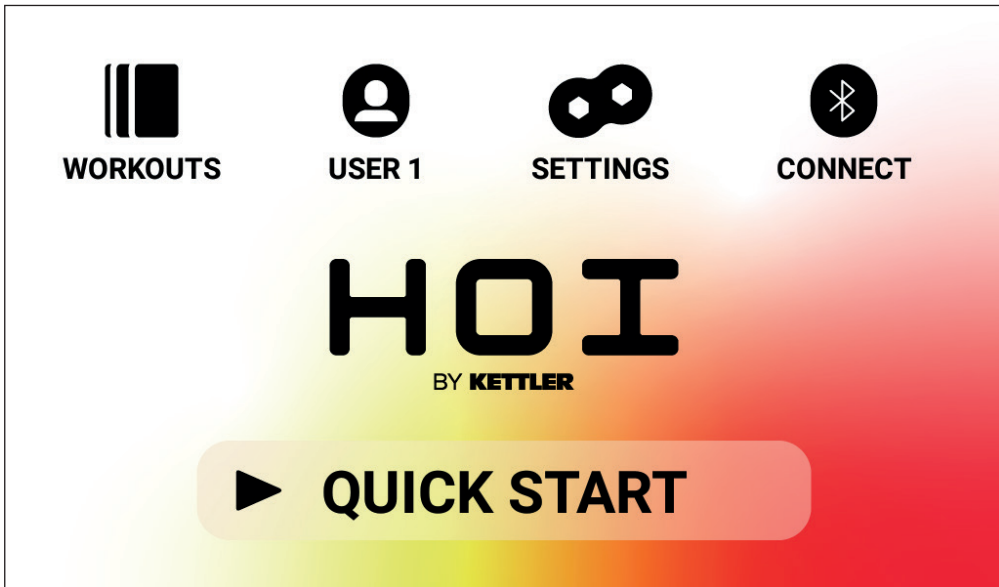 WORKOUTS USER 1 SETTINGS CONNECT
HOI
BY KETTLER
QUICK START